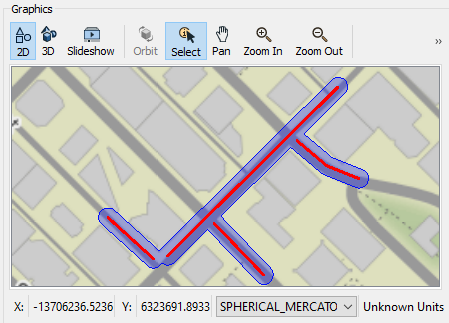 Graphics
2D 3D Slideshow Orbit Select Pan Zoom In Zoom Out »
X: -13706236.5236 Y: 6323691.8933 SPHERICAL_MERCATO Unknown Units